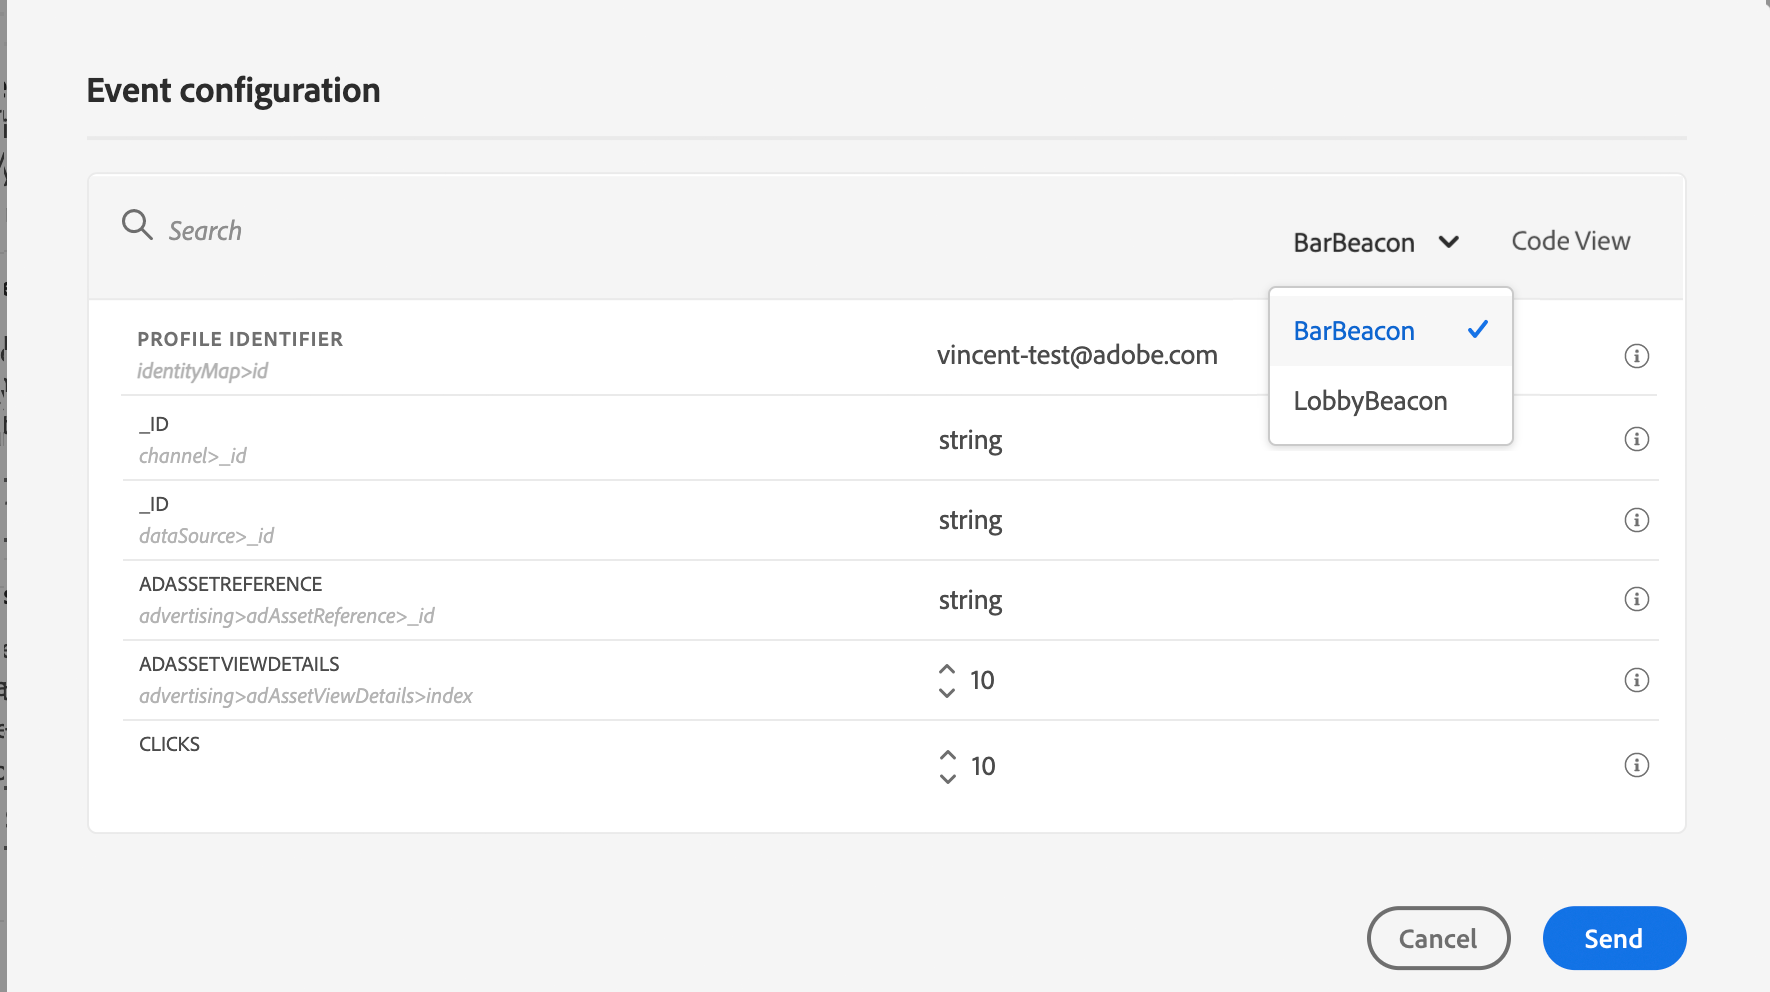 Event configuration
Search
BarBeacon
Code View
BarBeacon
LobbyBeacon
PROFILE IDENTIFIER
identityMap>id
vincent-test@adobe.com
_ID
channel>_id
string
_ID
dataSource>_id
string
ADASSETREFERENCE
advertising>adAssetReference>_id
string
ADASSETVIEWDETAILS
advertising>adAssetViewDetails>index
10
CLICKS
10
Cancel
Send